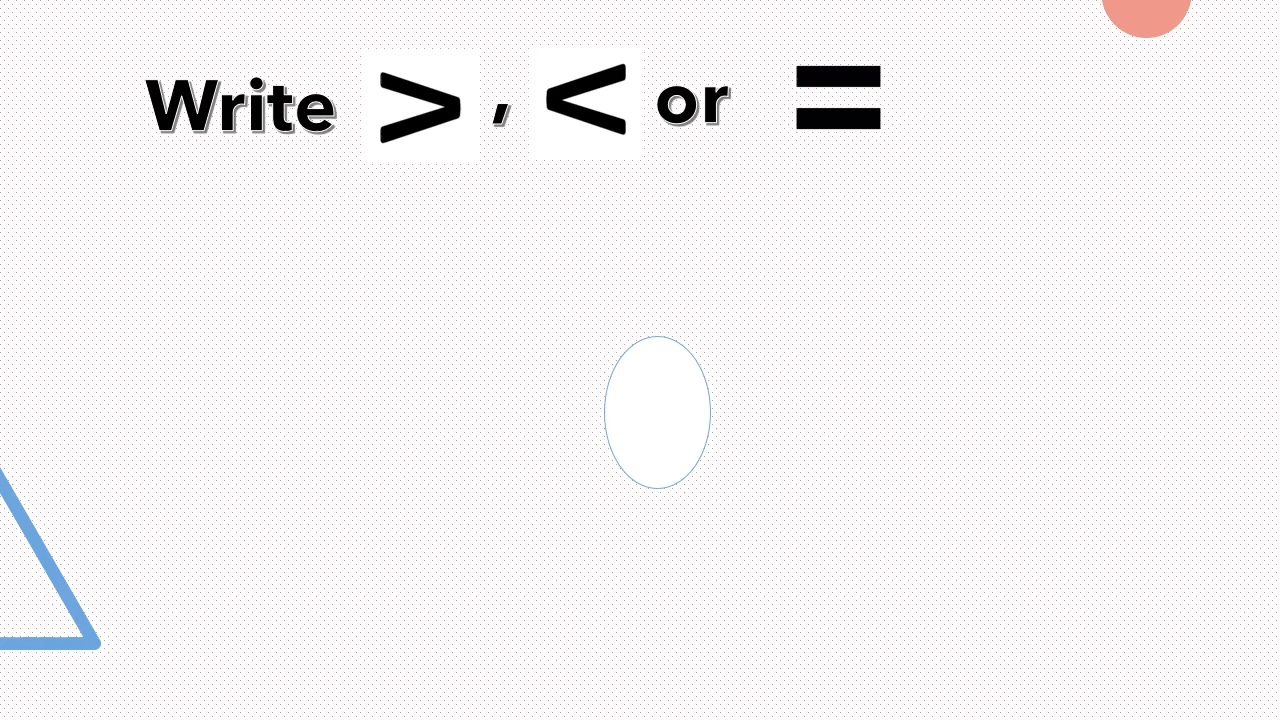 Write > , < or =